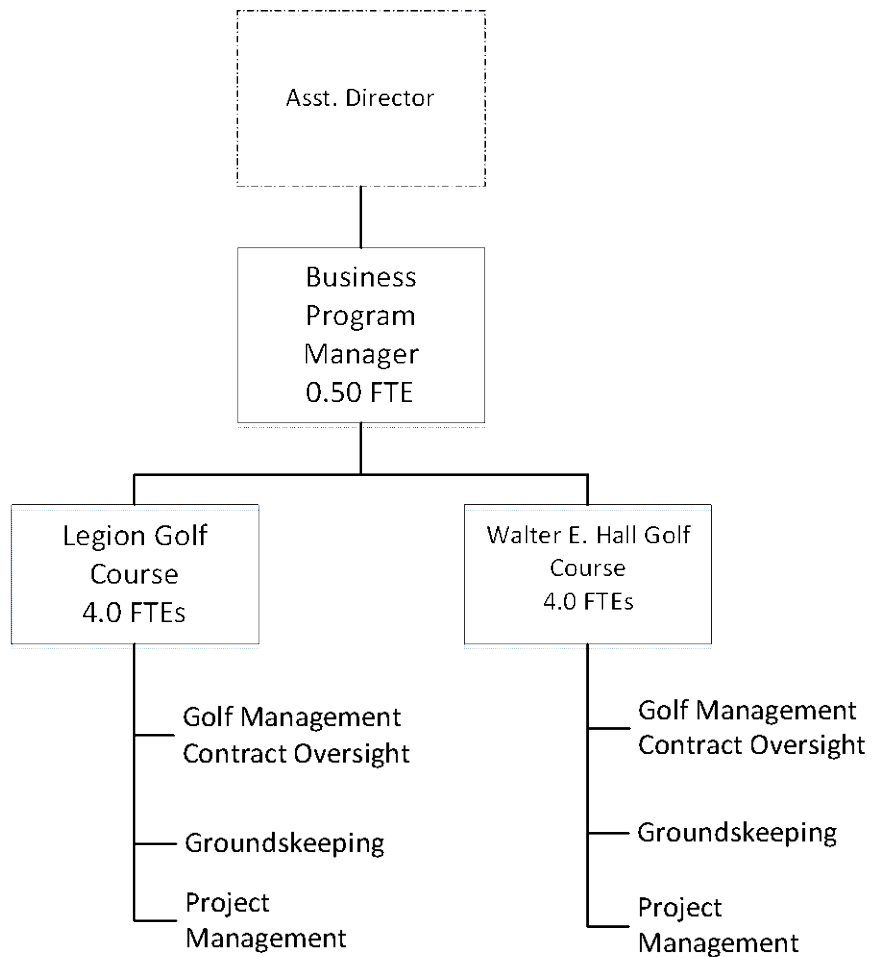 Asst. Director
Business
Program
Manager
0.50 FTE
Legion Golf
Course
4.0 FTEs
Walter E. Hall Golf
Course
4.0 FTEs
Golf Management
Contract Oversight
Groundskeeping
Project
Management
Golf Management
Contract Oversight
Groundskeeping
Project
Management